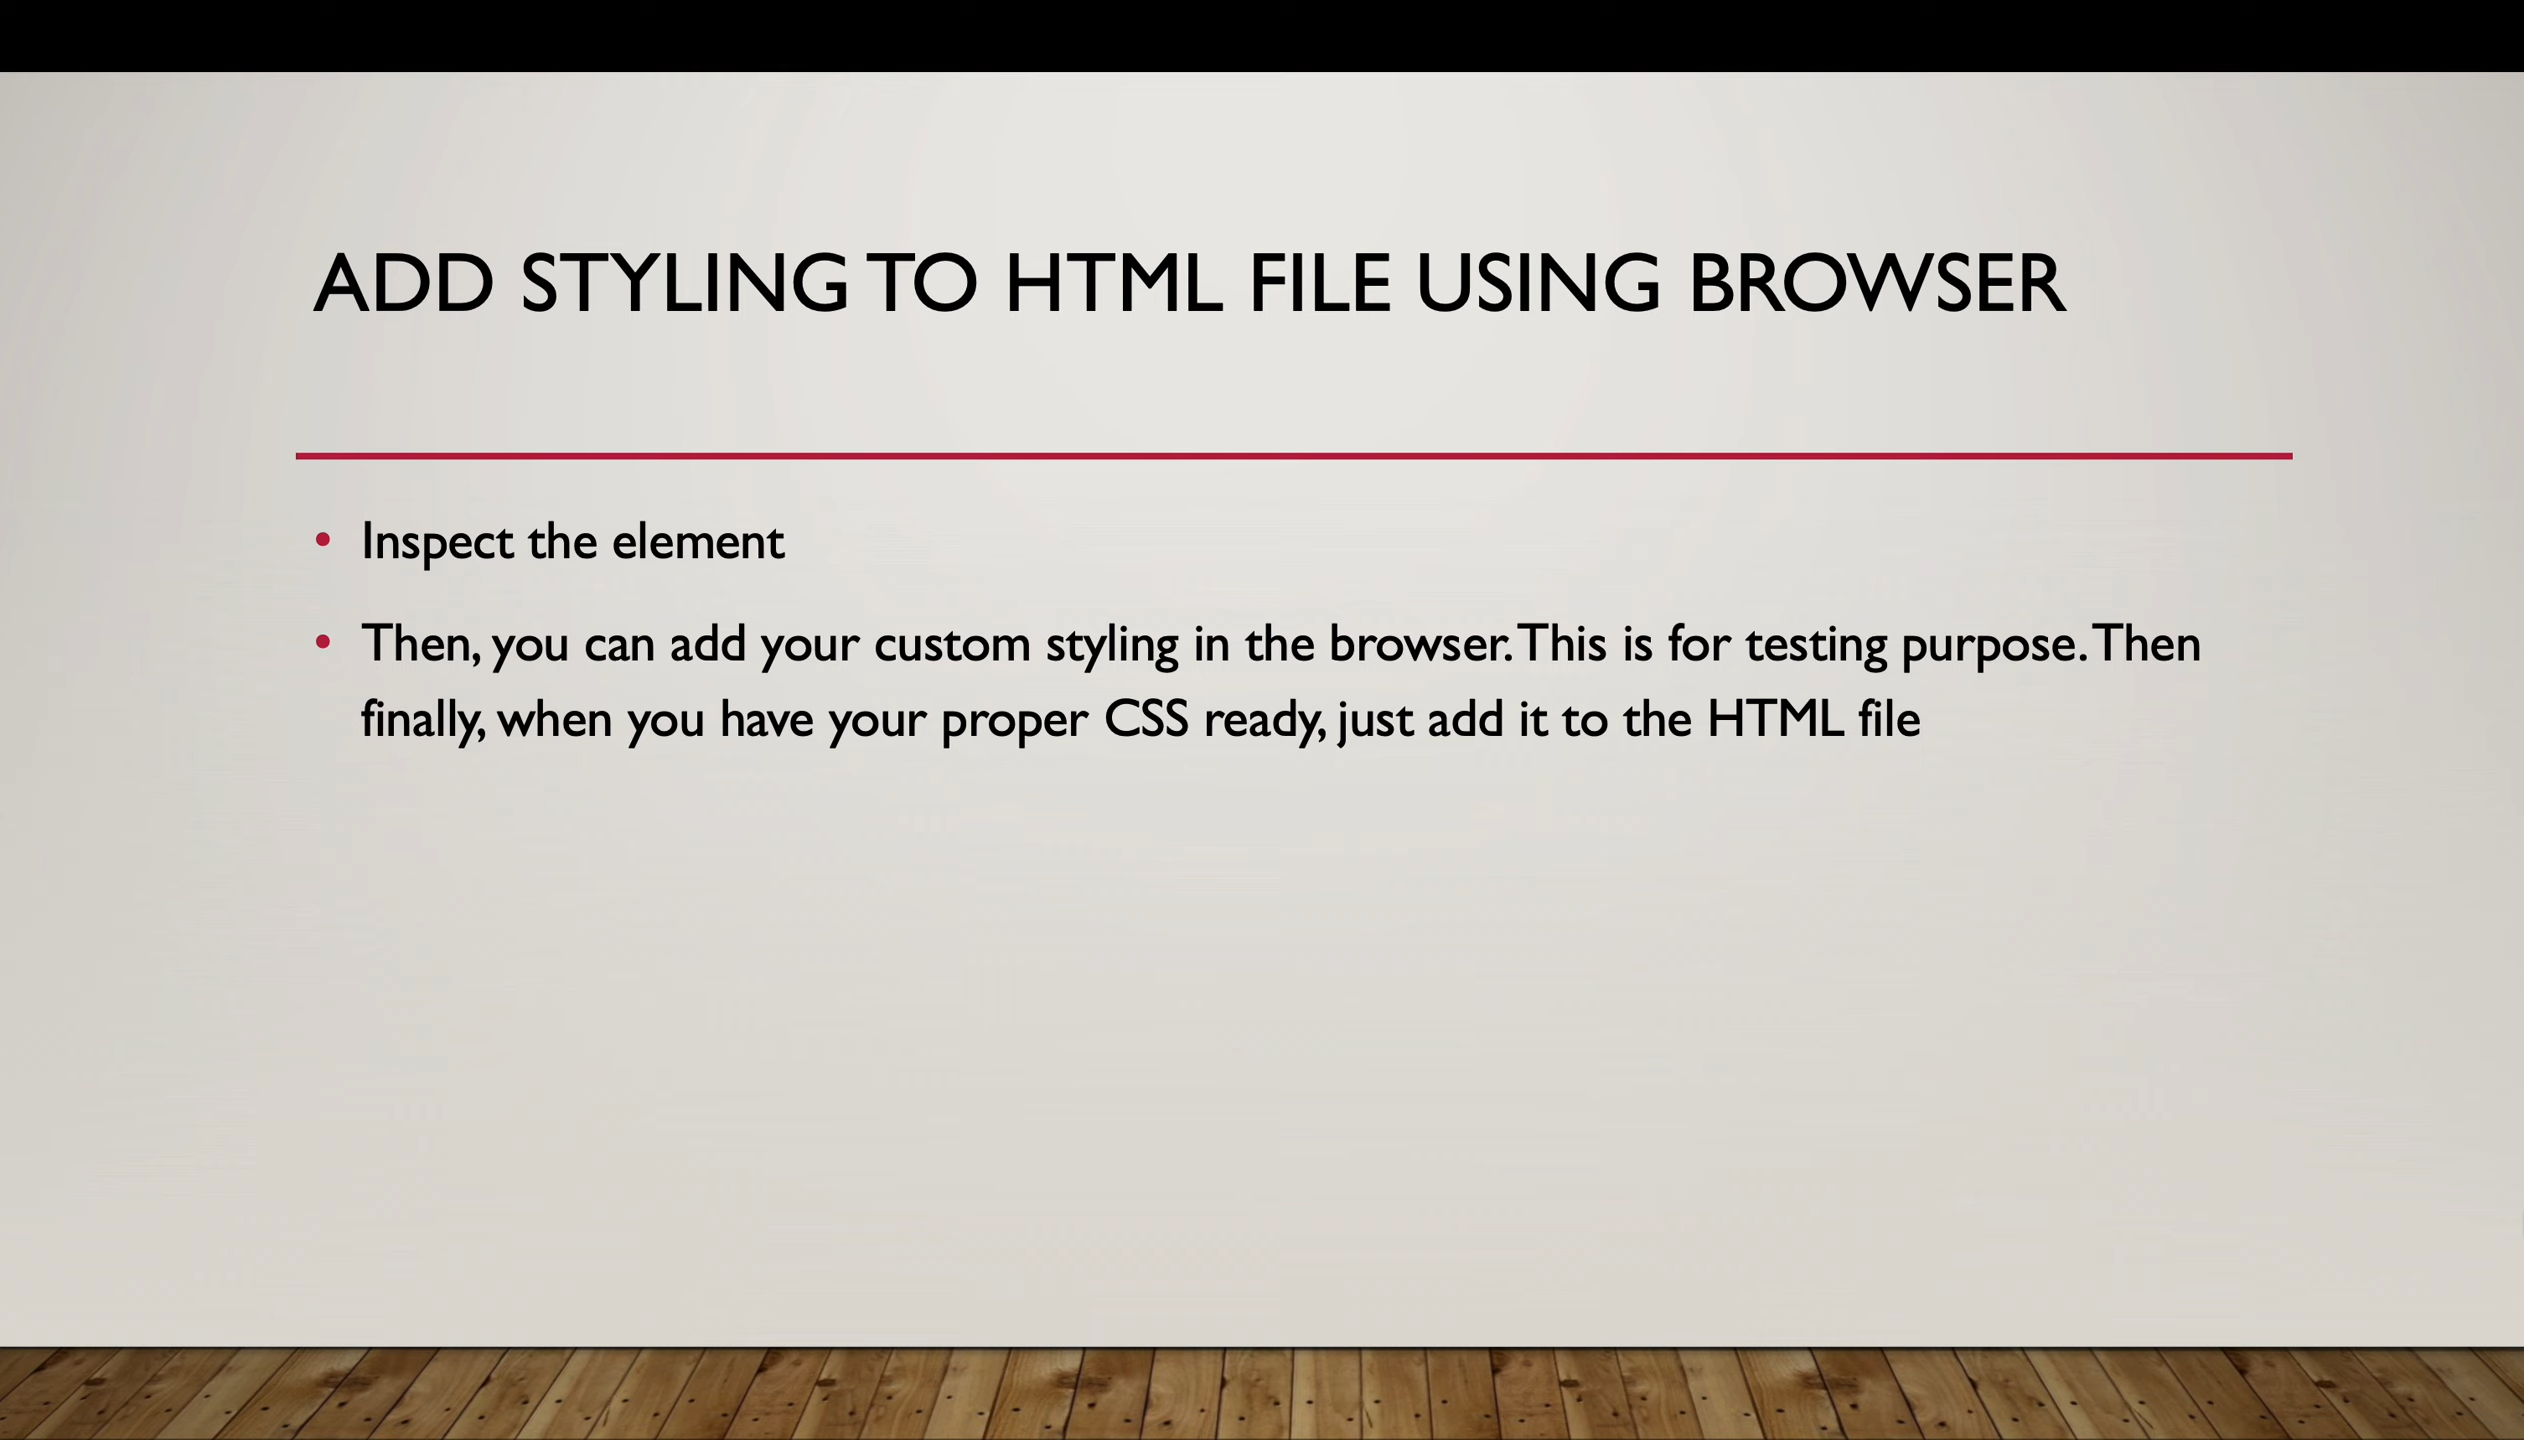 ADD STYLING TO HTML FILE USING BROWSER
• Inspect the element
• Then, you can add your custom styling in the browser. This is for testing purpose. Then
finally, when you have your proper CSS ready, just add it to the HTML file